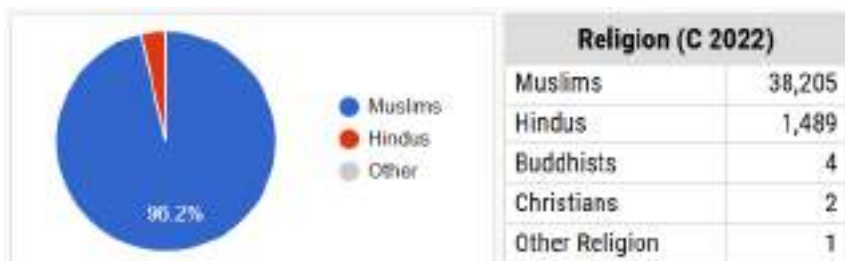 Muslims
Hindus
Other
96.2%
Religion (C 2022)
Muslims 38,205
Hindus 1,489
Buddhists 4
Christians 2
Other Religion 1